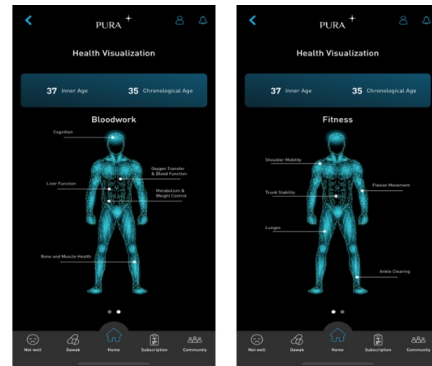 PURA
Health Visualization
37 Inner Age 35 Chronological Age
Bloodwork
Cognition
Oxygen Transfer
& Blood Function
Liver Function
Metabolism &
Weight Control
Bone and Muscle Health
Not well Dawak Home Subscription Community
PURA
Health Visualization
37 Inner Age 35 Chronological Age
Fitness
Shoulder Mobility
Flexion Movement
Trunk Stability
Lunges
Ankle Clearing
Not well Dawak Home Subscription Community